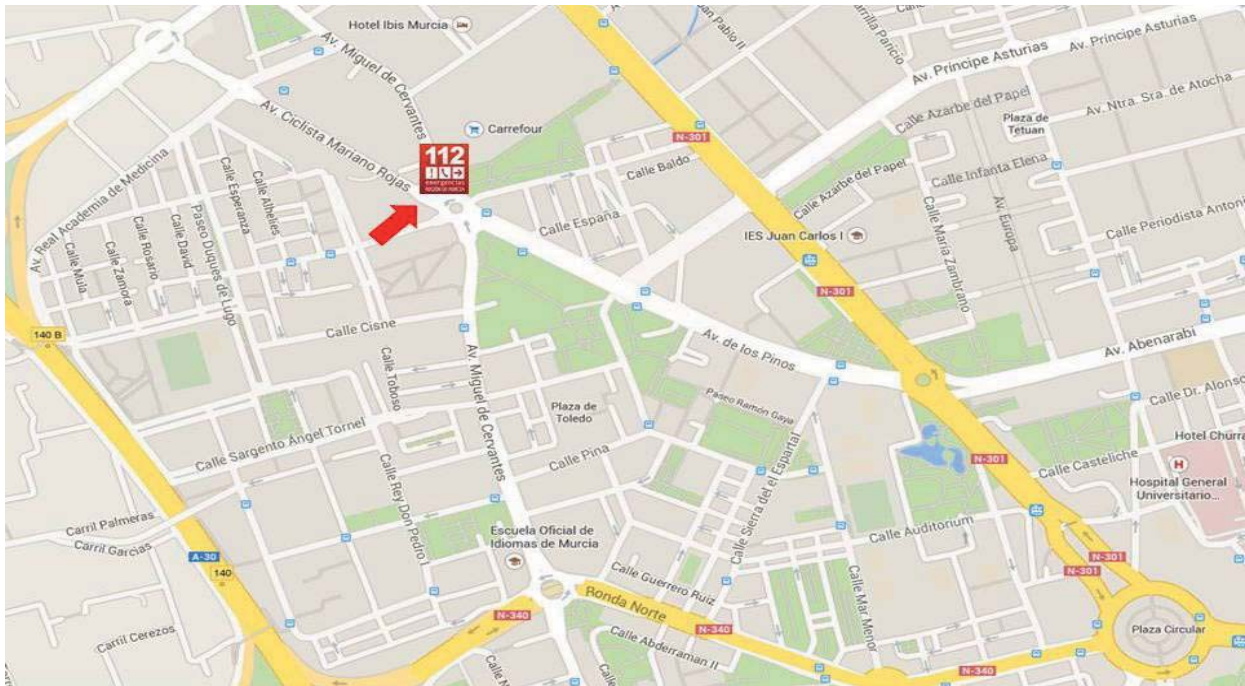 Hotel Ibis Murcia
Av. Miguel de Cervantes
Av. Príncipe Asturias
Av. Príncipe Asturias
Av. Ntra. Sra. de Atocha
Calle Azarbe del Papel
Plaza de
Tetuan
Av. Ciclista Mariano Rojas
Carrefour
N-301
112
emergencias
Calle Baldo
Calle Infanta Elena
Calle Azarbe del Papel
Av. Real Academia de Medicina
Calle Esperanza
Calle Alhelíes
Paseo Duques de Lugo
Calle David
Calle Rosario
Calle Zamora
Calle Mula
Calle España
IES Juan Carlos I
Calle María Zambrano
Av. Europa
Calle Periodista Antoni
N-301
140 B
Calle Cisne
Calle Toboso
Av. Miguel de Cervantes
Av. de los Pinos
Av. Abenarabi
Paseo Ramón Gaya
Plaza de
Toledo
Calle Dr. Alonso
Calle Sargento Ángel Tornel
Calle Pina
Calle Sierra del el Espartal
Hotel Churra
N-301
Calle Casteliche
Hospital General
Universitario...
Calle Rey Don Pedro I
Carril Palmeras
Carril Garcías
Escuela Oficial de
Idiomas de Murcia
Calle Auditorium
A-30
140
N-301
N-301
Calle Guerrero Ruiz
Calle Mar Menor
Ronda Norte
N-340
N-340
Carril Cerezos
Calle Abderraman II
Plaza Circular
N-340